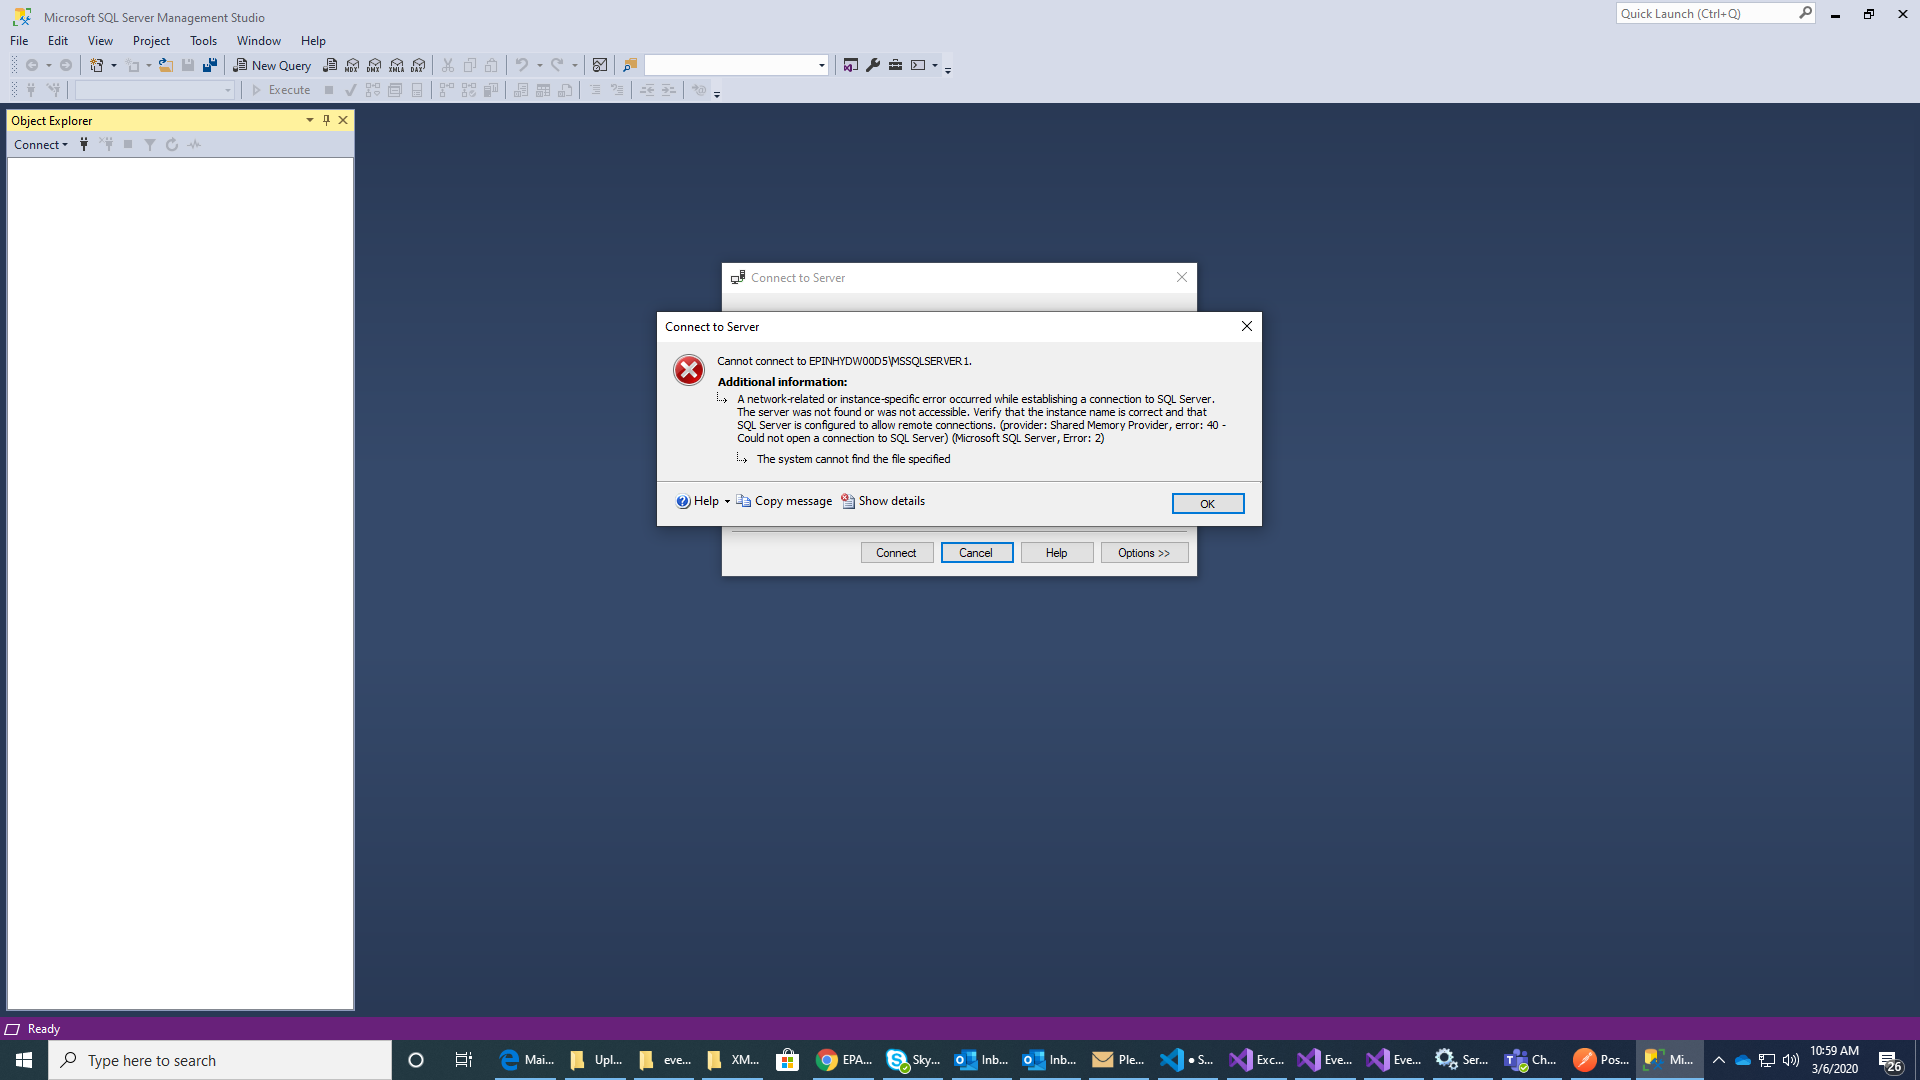 Microsoft SQL Server Management Studio
Quick Launch (Ctrl+Q)
File Edit View Project Tools Window Help
New Query MDX DMX XMLA DAX
Execute
Object Explorer
Connect
Connect to Server
Connect to Server
Cannot connect to EPINHYDW00D5\MSSQLSERVER1.
Additional information:
A network-related or instance-specific error occurred while establishing a connection to SQL Server.
The server was not found or was not accessible. Verify that the instance name is correct and that
SQL Server is configured to allow remote connections. (provider: Shared Memory Provider, error: 40 -
Could not open a connection to SQL Server) (Microsoft SQL Server, Error: 2)
The system cannot find the file specified
Help Copy message Show details OK
Connect Cancel Help Options >>
Ready
Type here to search
Mai... Upl... eve... XM... EPA... Sky... Inb... Inb... Ple... • S... Exc... Eve... Eve... Ser... Ch... Pos... Mi...
10:59 AM
3/6/2020
26